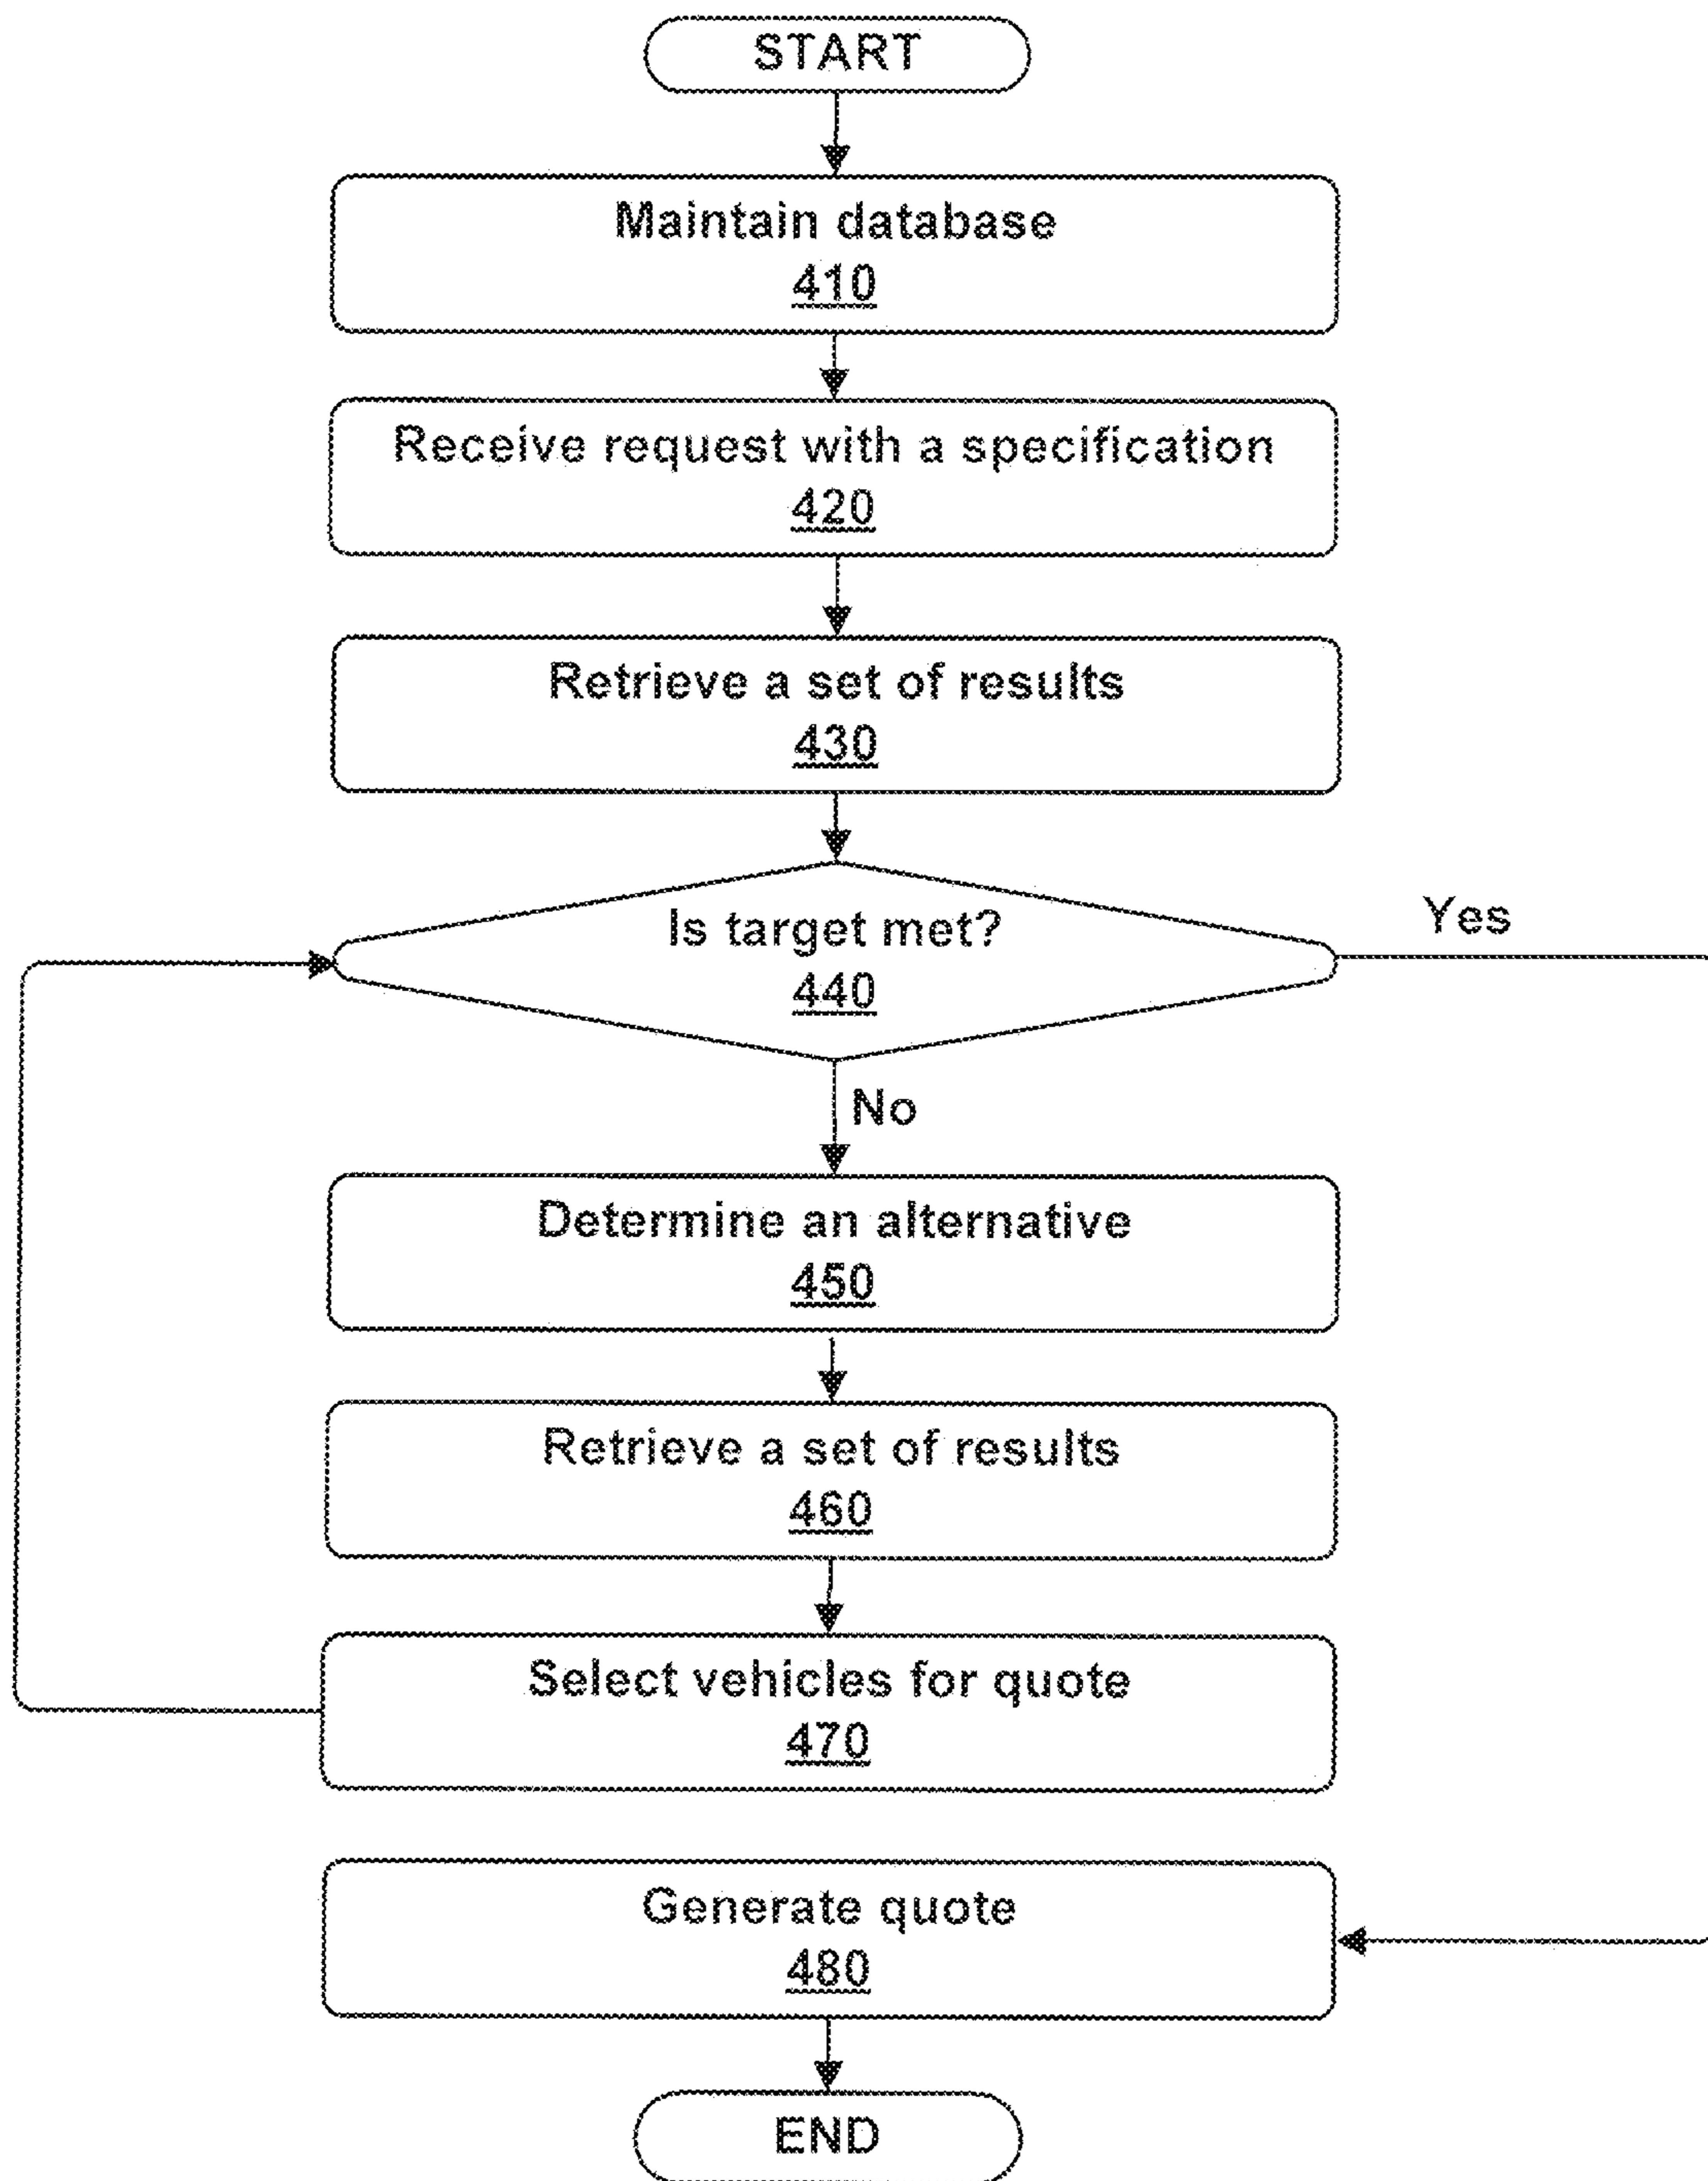 START
Maintain database
410
Receive request with a specification
420
Retrieve a set of results
430
Is target met?
440
Yes
No
Determine an alternative
450
Retrieve a set of results
460
Select vehicles for quote
470
Generate quote
480
END